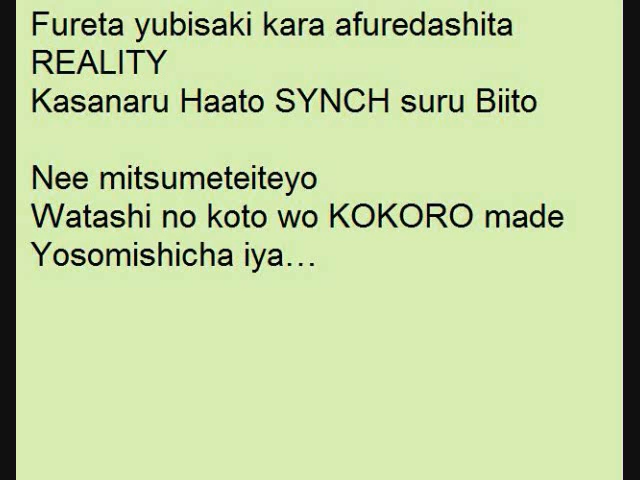 Fureta yubisaki kara afuredashita
REALITY
Kasanaru Haato SYNCH suru Biito
Nee mitsumeteiteyo
Watashi no koto wo KOKORO made
Yosomishicha iya…